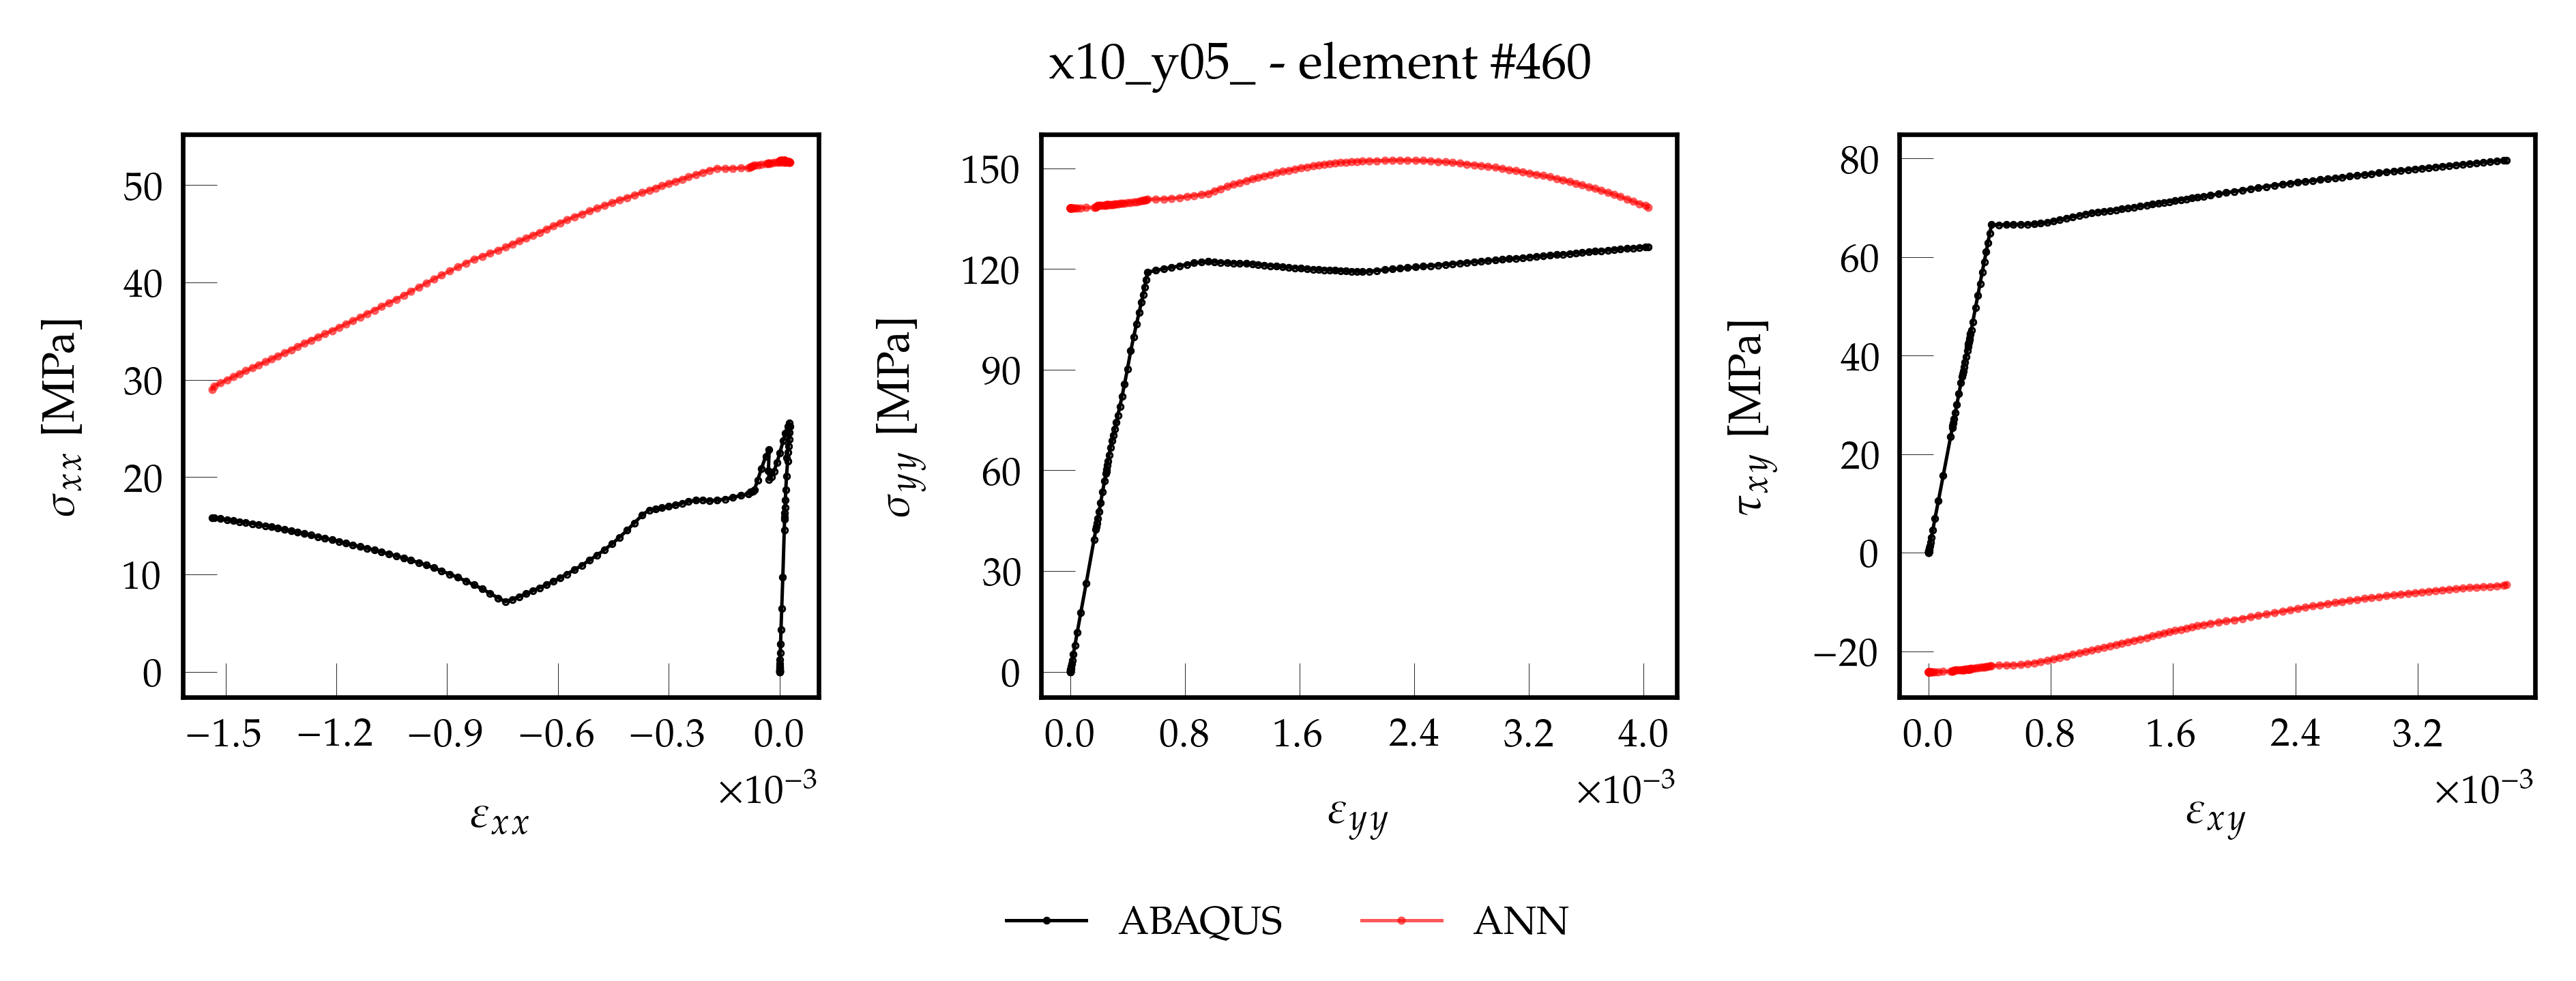 x10_y05_ - element #460
σxx [MPa]
50
40
30
20
10
0
−1.5 −1.2 −0.9 −0.6 −0.3 0.0
×10−3
εxx
σyy [MPa]
150
120
90
60
30
0
0.0 0.8 1.6 2.4 3.2 4.0
×10−3
εyy
τxy [MPa]
80
60
40
20
0
−20
0.0 0.8 1.6 2.4 3.2
×10−3
εxy
ABAQUS ANN